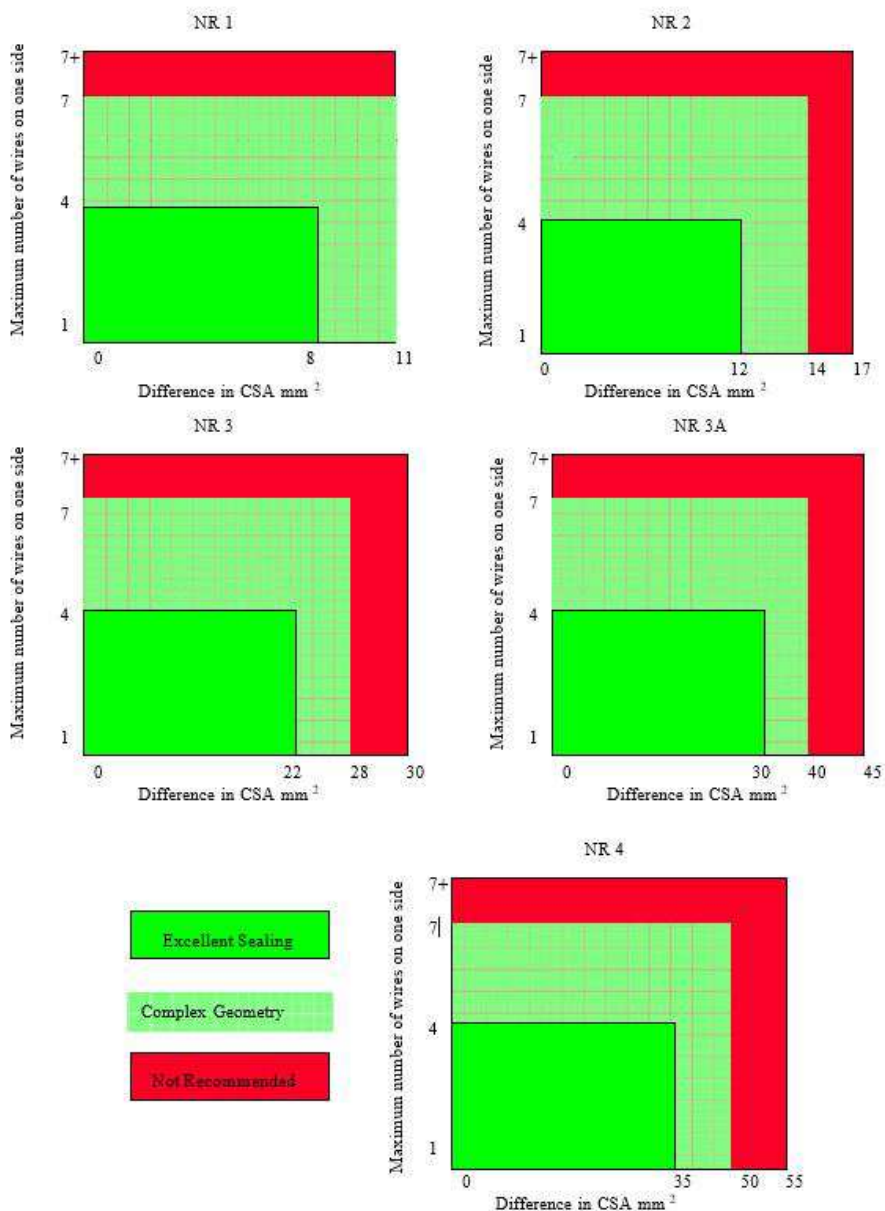 NR 1
Maximum number of wires on one side
7+
7
4
1
0 8 11
Difference in CSA mm 2
NR 2
Maximum number of wires on one side
7+
7
4
1
0 12 14 17
Difference in CSA mm 2
NR 3
Maximum number of wires on one side
7+
7
4
1
0 22 28 30
Difference in CSA mm 2
NR 3A
Maximum number of wires on one side
7+
7
4
1
0 30 40 45
Difference in CSA mm 2
Excellent Sealing
Complex Geometry
Not Recommended
NR 4
Maximum number of wires on one side
7+
7
4
1
0 35 50 55
Difference in CSA mm 2